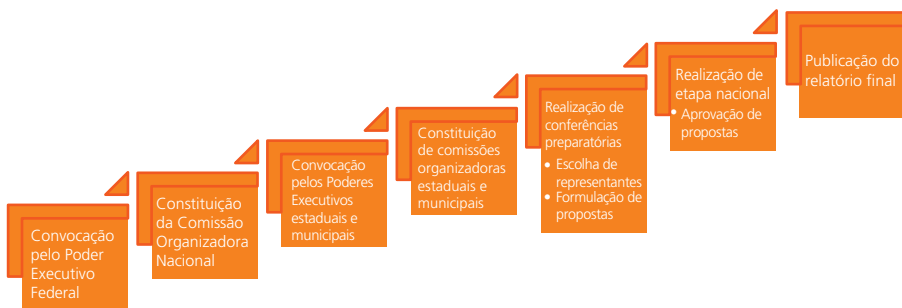 Convocação
pelo Poder
Executivo
Federal
Constituição
da Comissão
Organizadora
Nacional
Convocação
pelos Poderes
Executivos
estaduais e
municipais
Constituição
de comissões
organizadoras
estaduais e
municipais
Realização de
conferências
preparatórias
• Escolha de
representantes
• Formulação de
propostas
Realização de
etapa nacional
• Aprovação de
propostas
Publicação do
relatório final